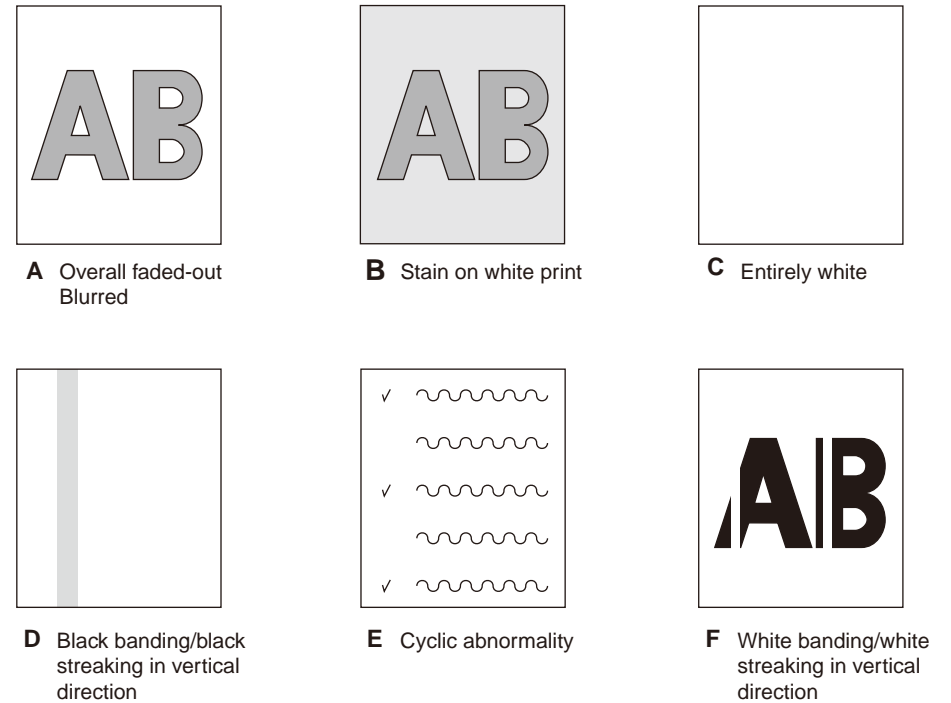 AB
AB
A Overall faded-out
Blurred
B Stain on white print
C Entirely white
AB
D Black banding/black
streaking in vertical
direction
E Cyclic abnormality
F White banding/white
streaking in vertical
direction